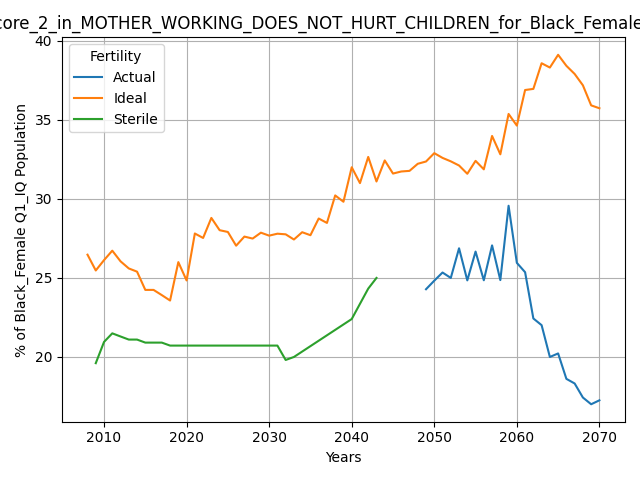 core_2_in_MOTHER_WORKING_DOES_NOT_HURT_CHILDREN_for_Black_Female
Fertility
Actual
Ideal
Sterile
% of Black_Female Q1_IQ Population
40
35
30
25
20
2010 2020 2030 2040 2050 2060 2070
Years